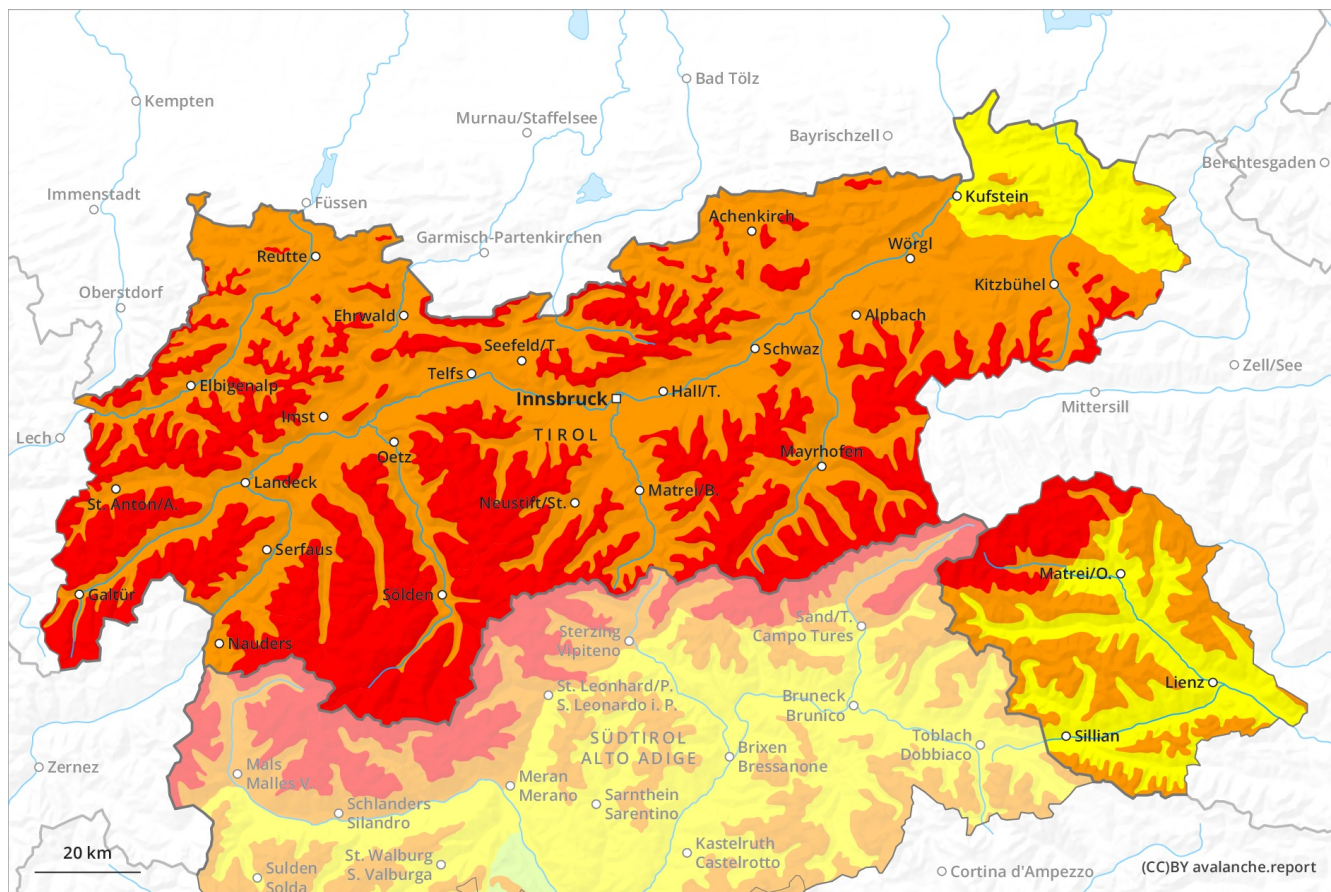 Bad Tölz
Kempten
Murnau/Staffelsee
Bayrischzell
Berchtesgaden
Immenstadt
Füssen
Kufstein
Achenkirch
Garmisch-Partenkirchen
Wörgl
Reutte
Oberstdorf
Kitzbühel
Ehrwald
Alpbach
Seefeld/T.
Schwaz
Zell/See
Telfs
Elbigenalp
Hall/T.
Innsbruck
Mittersill
Imst
Lech
TIROL
Oetz
Mayrhofen
Landeck
Matrei/B.
St. Anton/A.
Neustift/St.
Serfaus
Matrei/O.
Galtür
Sölden
Sand/T.
Campo Tures
Sterzing
Vipiteno
Nauders
Lienz
St. Leonhard/P.
S. Leonardo i. P.
Bruneck
Brunico
Sillian
SÜDTIROL
ALTO ADIGE
Toblach
Dobbiaco
Brixen
Bressanone
Zernez
Mals
Malles V.
Meran
Merano
Sarnthein
Sarentino
Schlanders
Silandro
Kastelruth
Castelrotto
20 km
St. Walburg
S. Valburga
Sulden
Solda
Cortina d'Ampezzo
(CC)BY avalanche.report